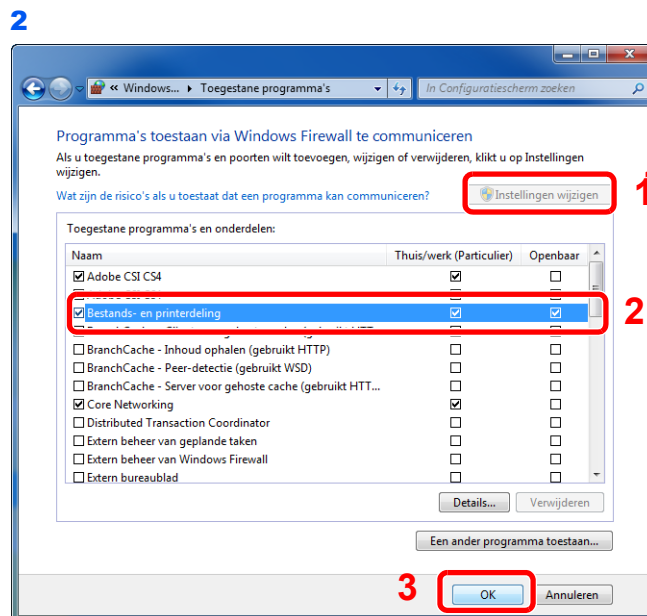 2
« Windows... ▸ Toegestane programma's
In Configuratiescherm zoeken
Programma's toestaan via Windows Firewall te communiceren
Als u toegestane programma's en poorten wilt toevoegen, wijzigen of verwijderen, klikt u op Instellingen
wijzigen.
Wat zijn de risico's als u toestaat dat een programma kan communiceren?
Instellingen wijzigen
1
Toegestane programma's en onderdelen:
Naam Thuis/werk (Particulier) Openbaar
Adobe CSI CS4
Bestands- en printerdeling
2
BranchCache - Inhoud ophalen (gebruikt HTTP)
BranchCache - Peer-detectie (gebruikt WSD)
BranchCache - Server voor gehoste cache (gebruikt HTT...
Core Networking
Distributed Transaction Coordinator
Extern beheer van geplande taken
Extern beheer van Windows Firewall
Extern bureaublad
Details... Verwijderen
Een ander programma toestaan...
3
OK Annuleren